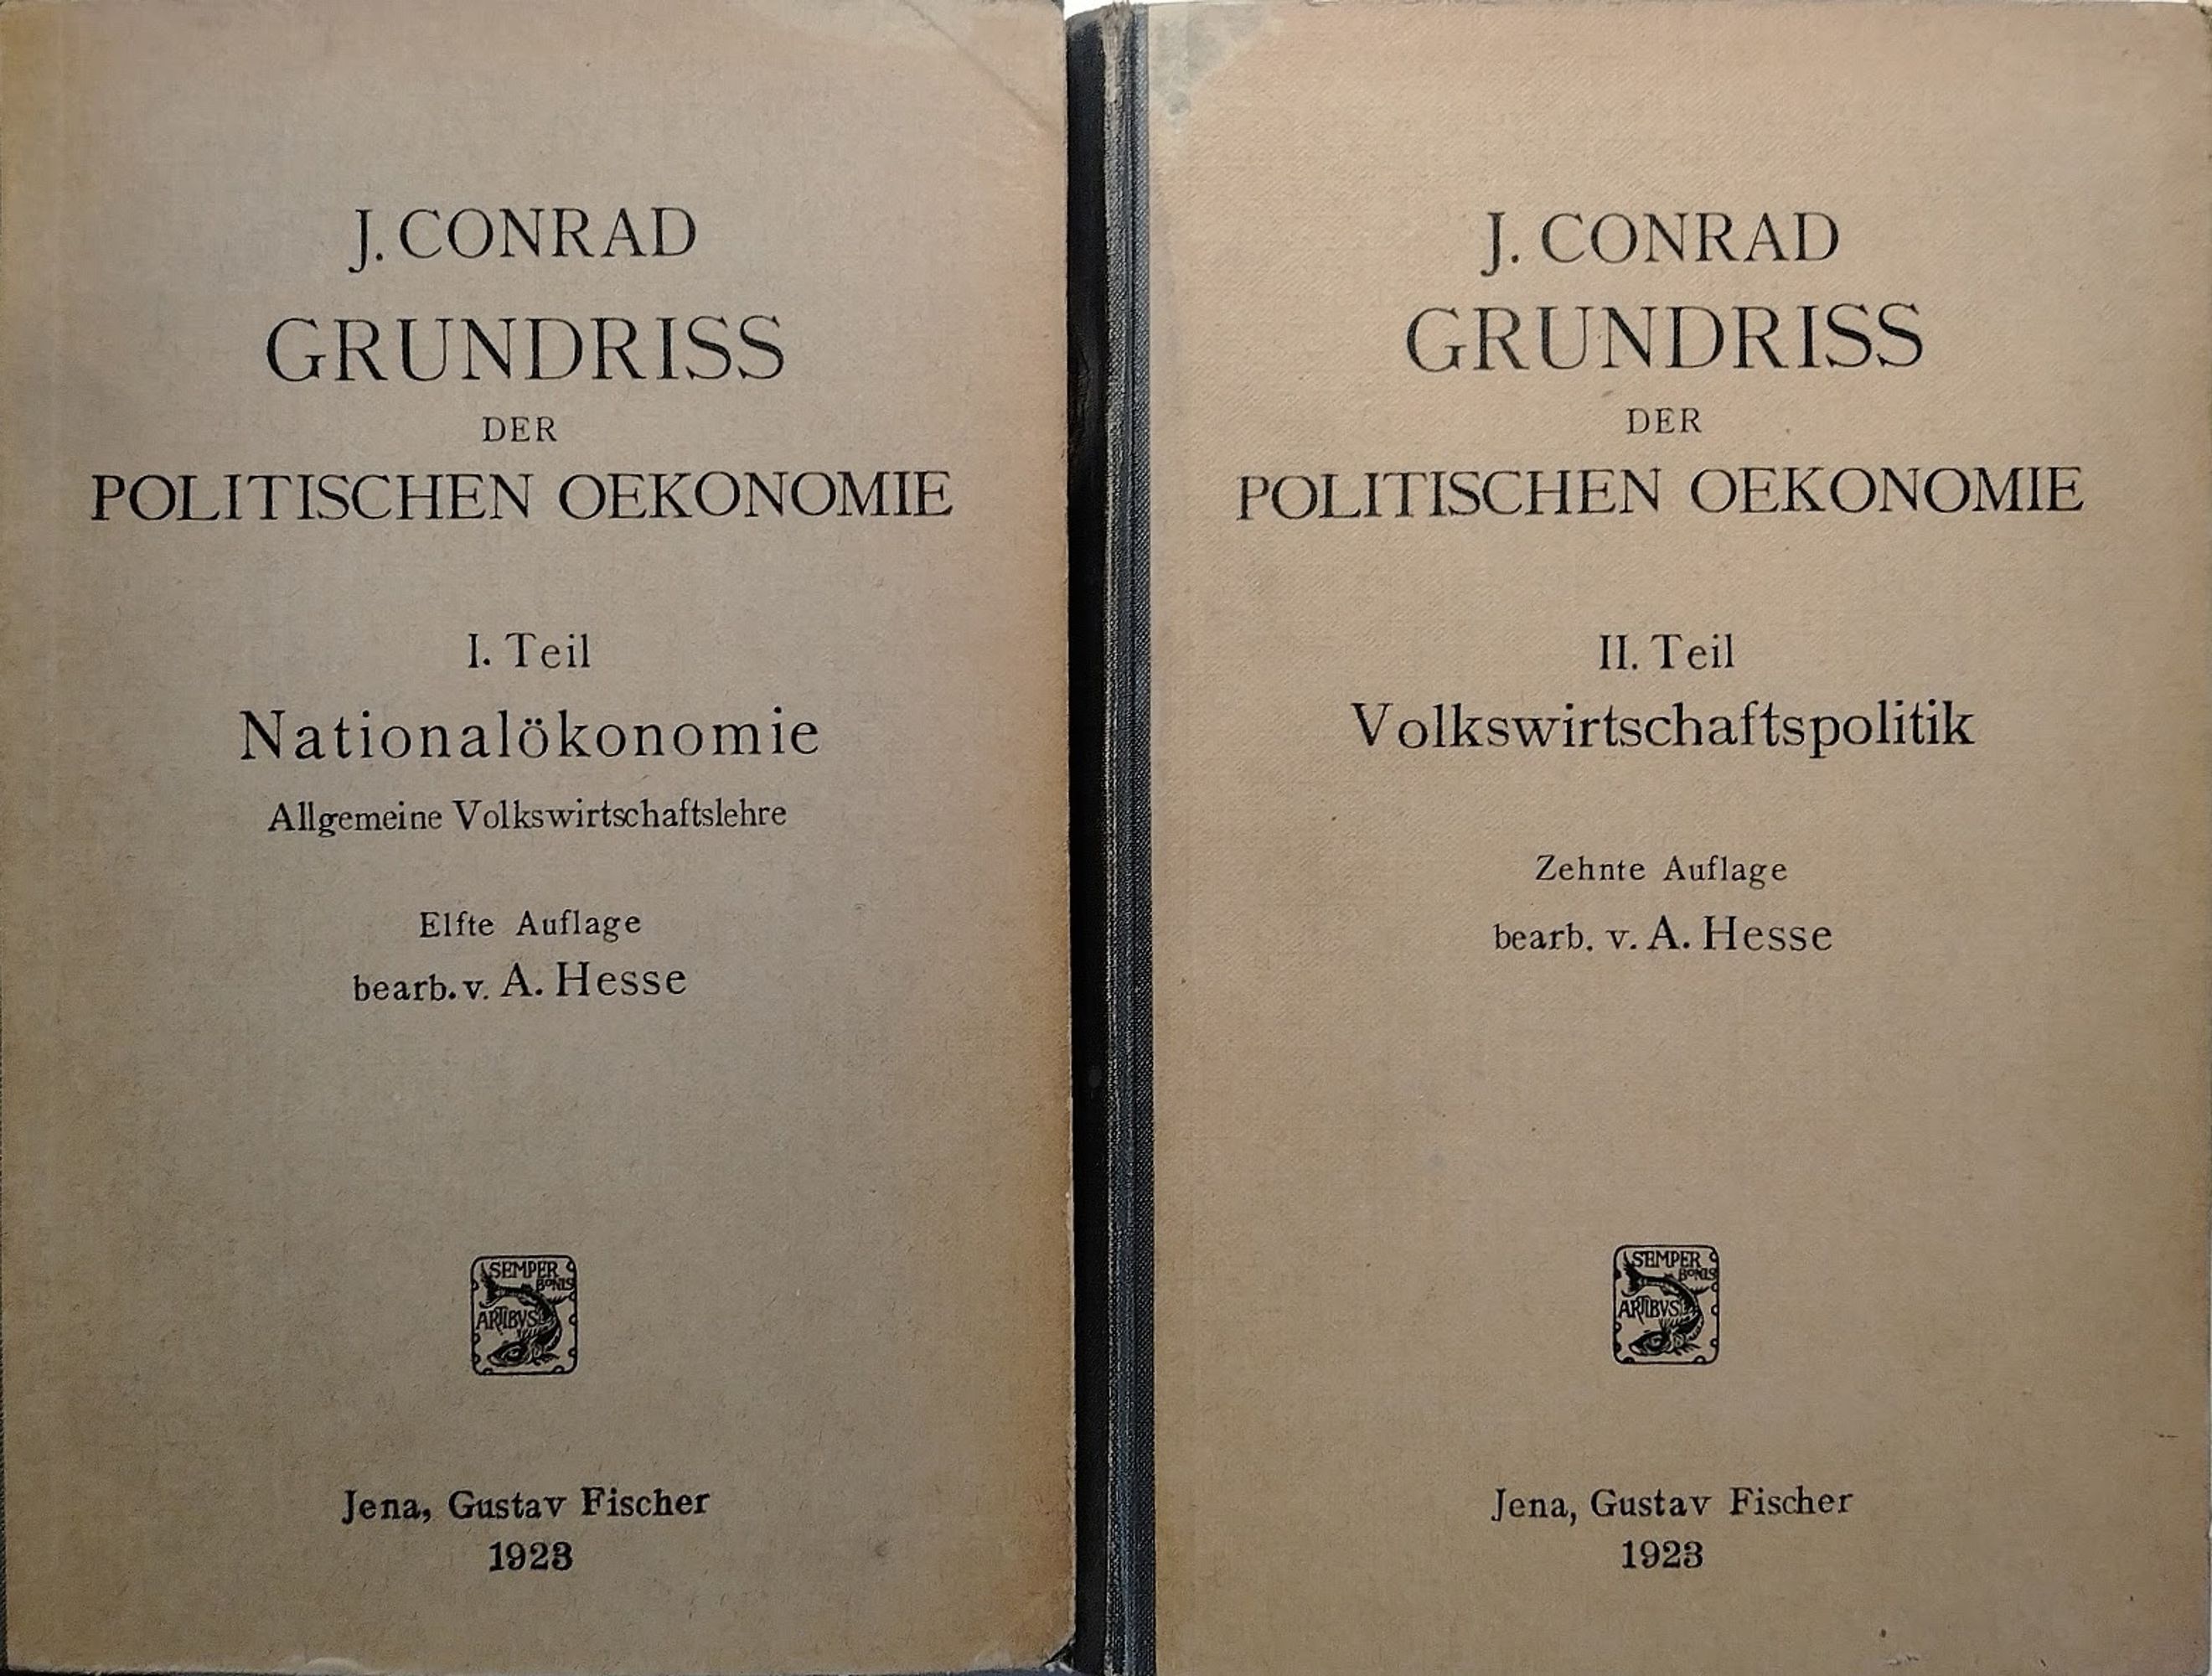 J. CONRAD
GRUNDRISS
DER
POLITISCHEN OEKONOMIE
I. Teil
Nationalökonomie
Allgemeine Volkswirtschaftslehre
Elfte Auflage
bearb. v. A. Hesse
SEMPER
BONIS
ARTIBVS
Jena, Gustav Fischer
1923
J. CONRAD
GRUNDRISS
DER
POLITISCHEN OEKONOMIE
II. Teil
Volkswirtschaftspolitik
Zehnte Auflage
bearb. v. A. Hesse
SEMPER
BONIS
ARTIBVS
Jena, Gustav Fischer
1923